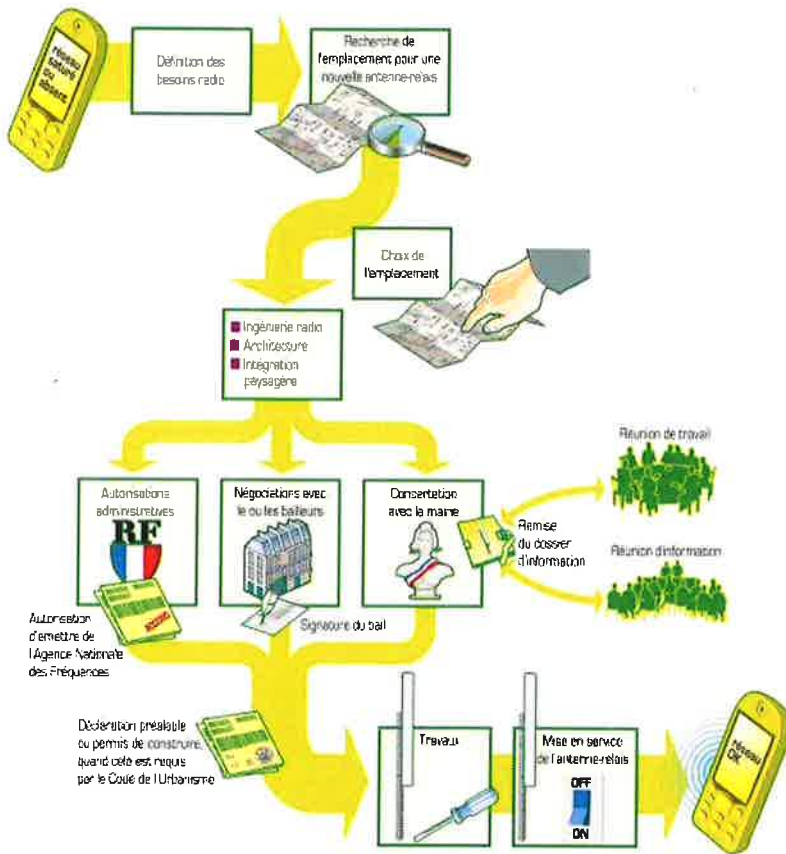 réseau
saturé
ou
absent
Définition des
besoins radio
Recherche de
l'emplacement pour une
nouvelle antenne-relais
Choix de
l'emplacement
Ingénierie radio
Architecture
Intégration
paysagère
Autorisations
administratives
RF
Négociations avec
le ou les bailleurs
Concertation
avec la mairie
Réunion de travail
Remise
du dossier
d'information
Réunion d'information
Autorisation
d'émettre de
l'Agence Nationale
des Fréquences
Signature du bail
Déclaration préalable
ou permis de construire,
quand cela est requis
par le Code de l'Urbanisme
Travaux
Mise en service
de l'antenne-relais
OFF
ON
réseau
OK